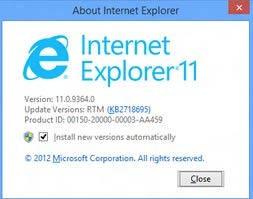 About Internet Explorer
Internet
Explorer 11
Version: 11.0.9364.0
Update Versions: RTM (KB2718695)
Product ID: 00150-20000-00003-AA459
Install new versions automatically
© 2012 Microsoft Corporation. All rights reserved.
Close